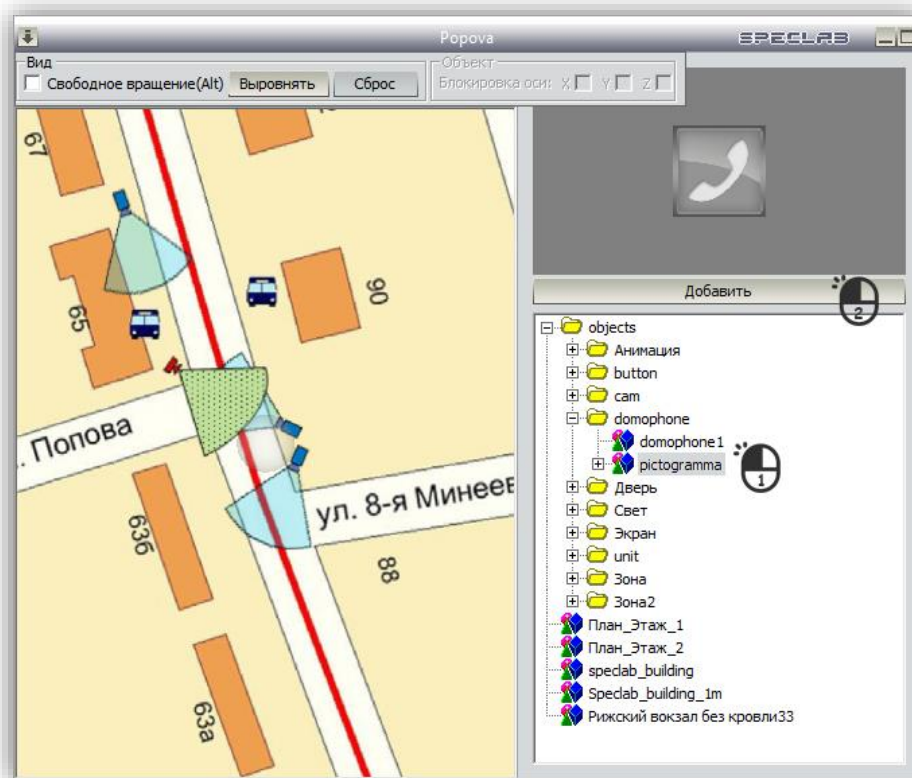 Popova
SPECLAB
Вид
Свободное вращение(Alt) Выровнять Сброс
Объект
Блокировка оси: X Y Z
67
65
90
. Попова
ул. 8-я Минеев
63б
88
63а
Добавить
2
objects
Анимация
button
cam
domophone
domophone1
pictogramma
1
Дверь
Свет
Экран
unit
Зона
Зона2
План_Этаж_1
План_Этаж_2
speclab_building
Speclab_building_1m
Рижский вокзал без кровли33